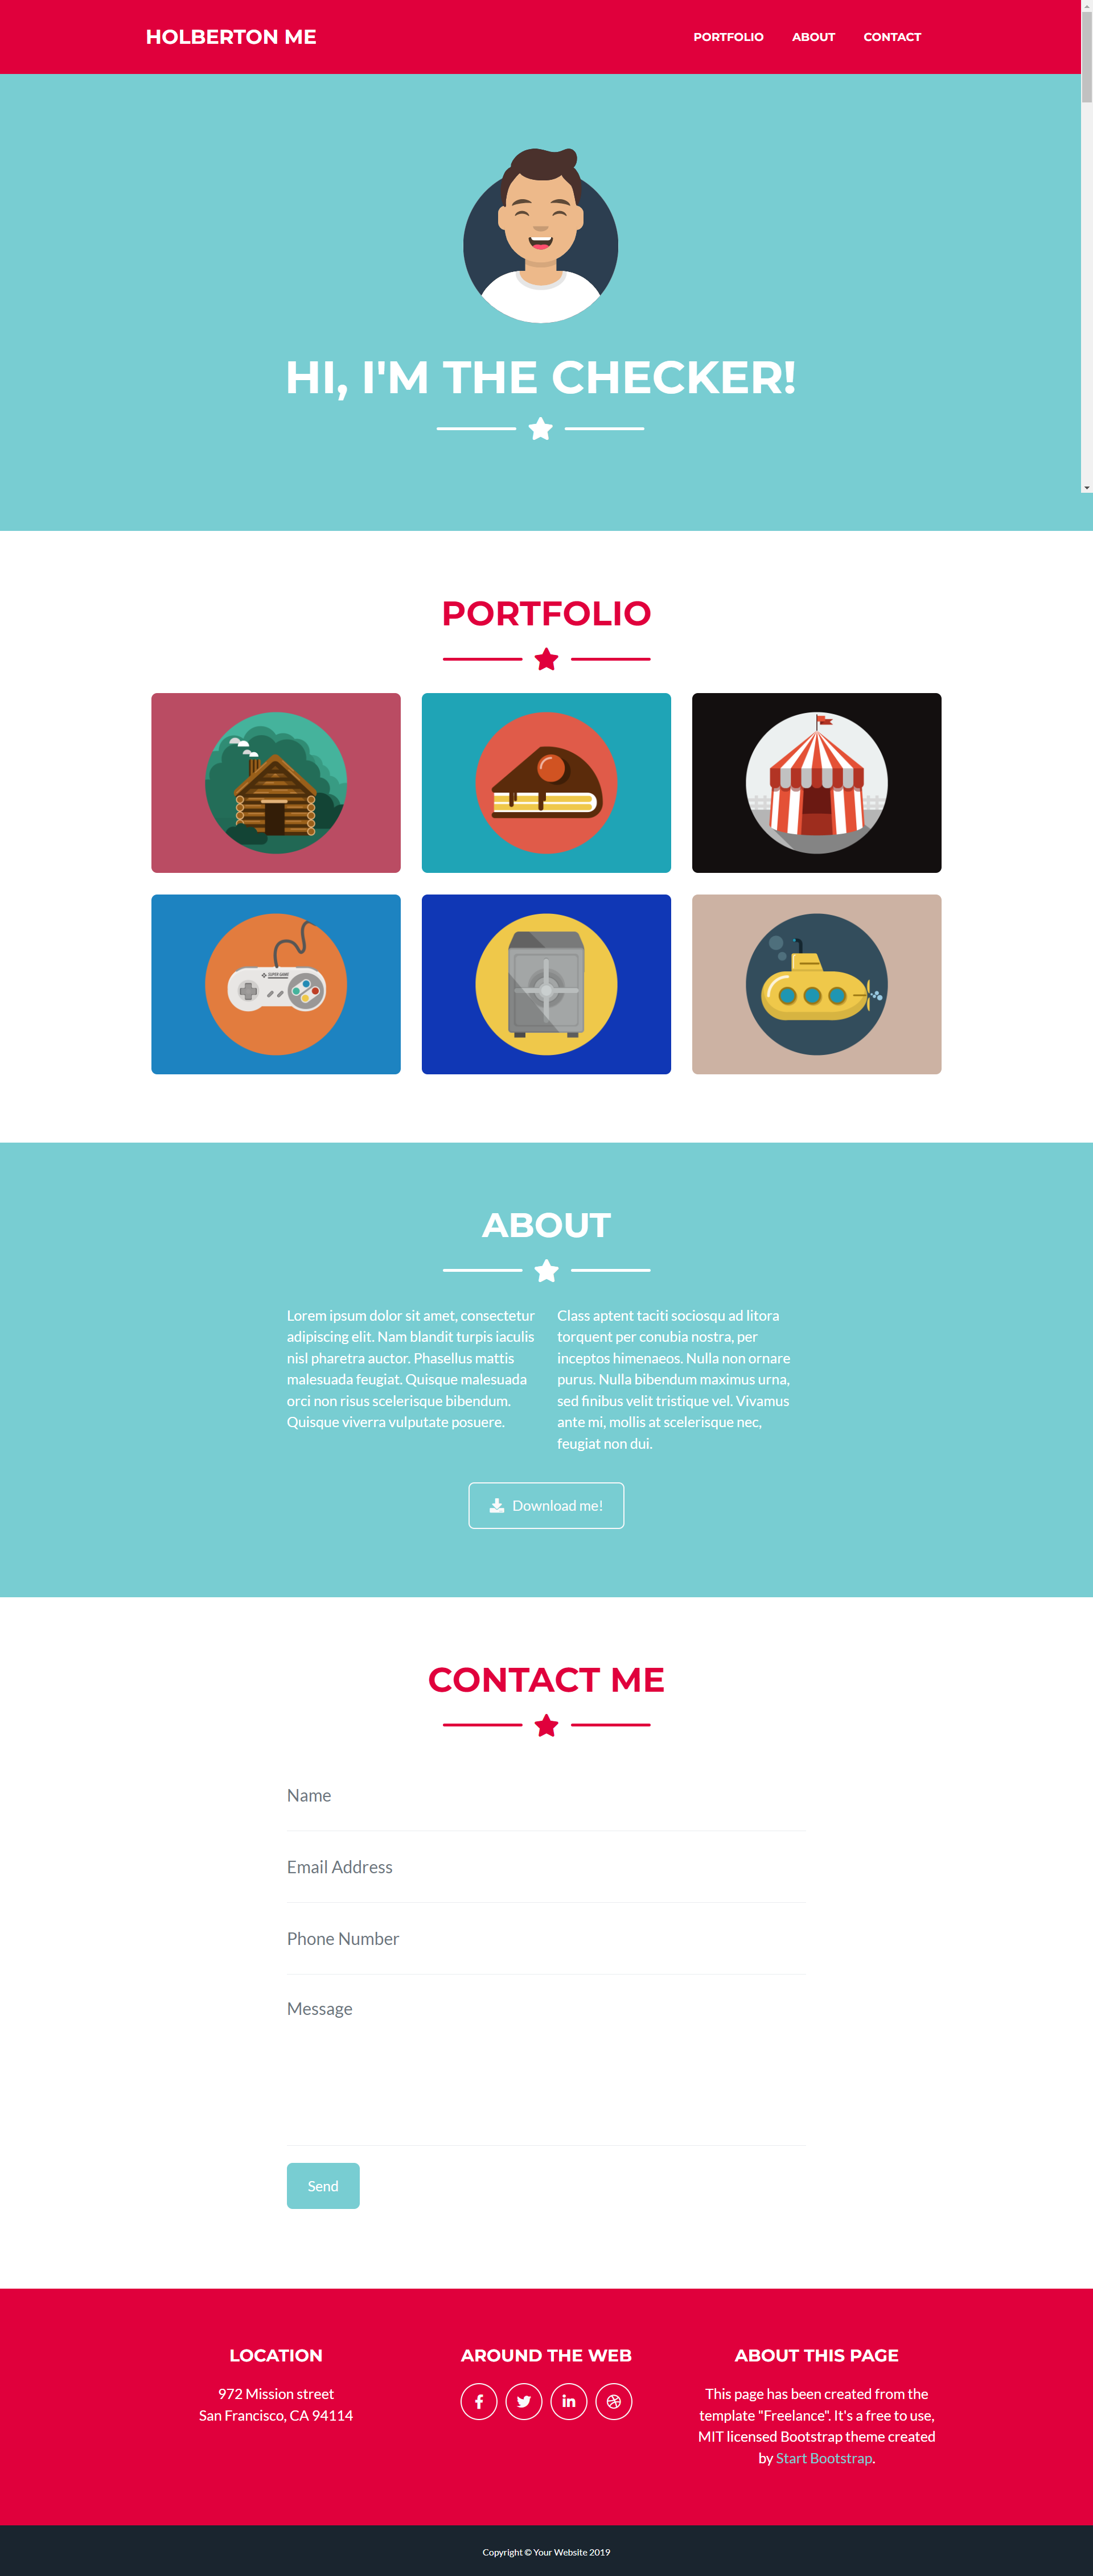 HOLBERTON ME
PORTFOLIO ABOUT CONTACT
HI, I'M THE CHECKER!
PORTFOLIO
SUPER GAME
ABOUT
Lorem ipsum dolor sit amet, consectetur
adipiscing elit. Nam blandit turpis iaculis
nisl pharetra auctor. Phasellus mattis
malesuada feugiat. Quisque malesuada
orci non risus scelerisque bibendum.
Quisque viverra vulputate posuere.
Class aptent taciti sociosqu ad litora
torquent per conubia nostra, per
inceptos himenaeos. Nulla non ornare
purus. Nulla bibendum maximus urna,
sed finibus velit tristique vel. Vivamus
ante mi, mollis at scelerisque nec,
feugiat non dui.
Download me!
CONTACT ME
Name
Email Address
Phone Number
Message
Send
LOCATION
972 Mission street
San Francisco, CA 94114
AROUND THE WEB
ABOUT THIS PAGE
This page has been created from the
template "Freelance". It's a free to use,
MIT licensed Bootstrap theme created
by Start Bootstrap.
Copyright © Your Website 2019